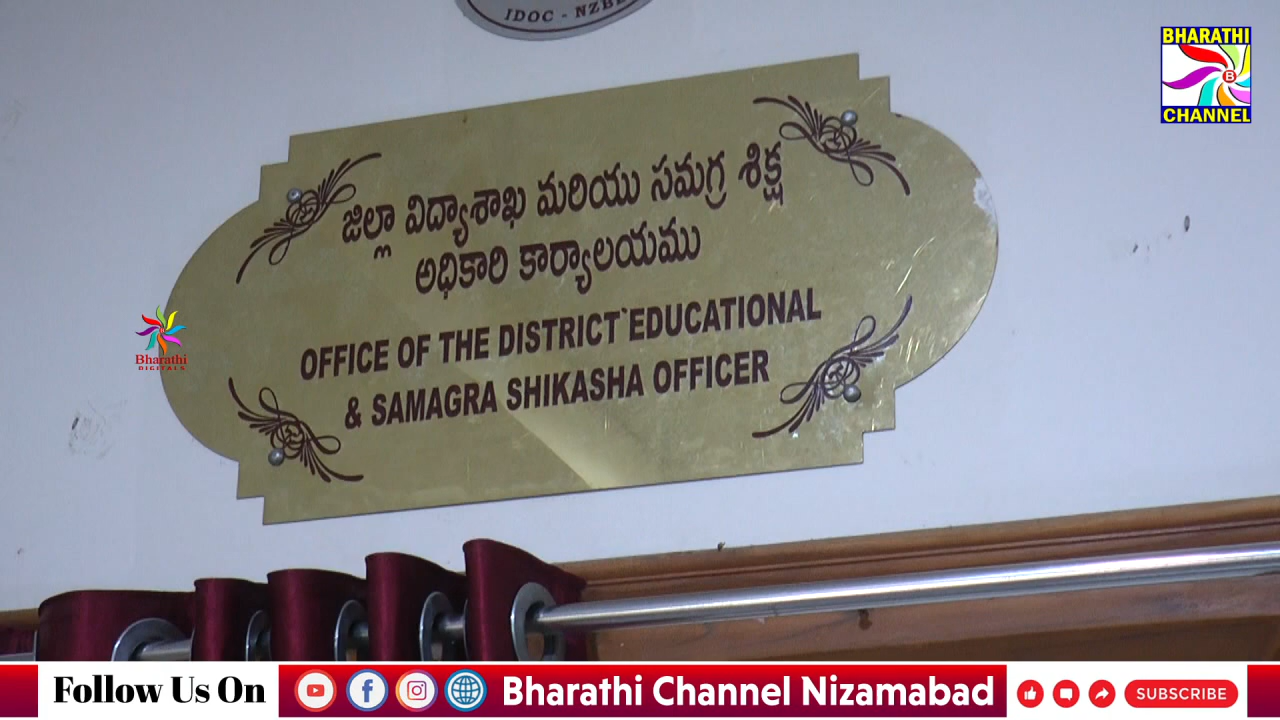 IDOC - NZB
BHARATHI
B
CHANNEL
జిల్లా విద్యాశాఖ మరియు సమగ్ర శిక్ష
అధికారి కార్యాలయము
OFFICE OF THE DISTRICT EDUCATIONAL
& SAMAGRA SHIKASHA OFFICER
Bharathi
DIGITALS
Follow Us On
Bharathi Channel Nizamabad
SUBSCRIBE